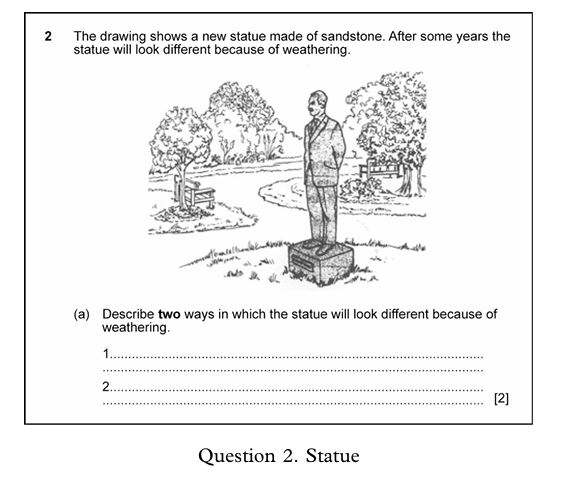 2 The drawing shows a new statue made of sandstone. After some years the
statue will look different because of weathering.
(a) Describe two ways in which the statue will look different because of
weathering.
1..........................................................................................................
..........................................................................................................
2..........................................................................................................
.......................................................................................................... [2]
Question 2. Statue